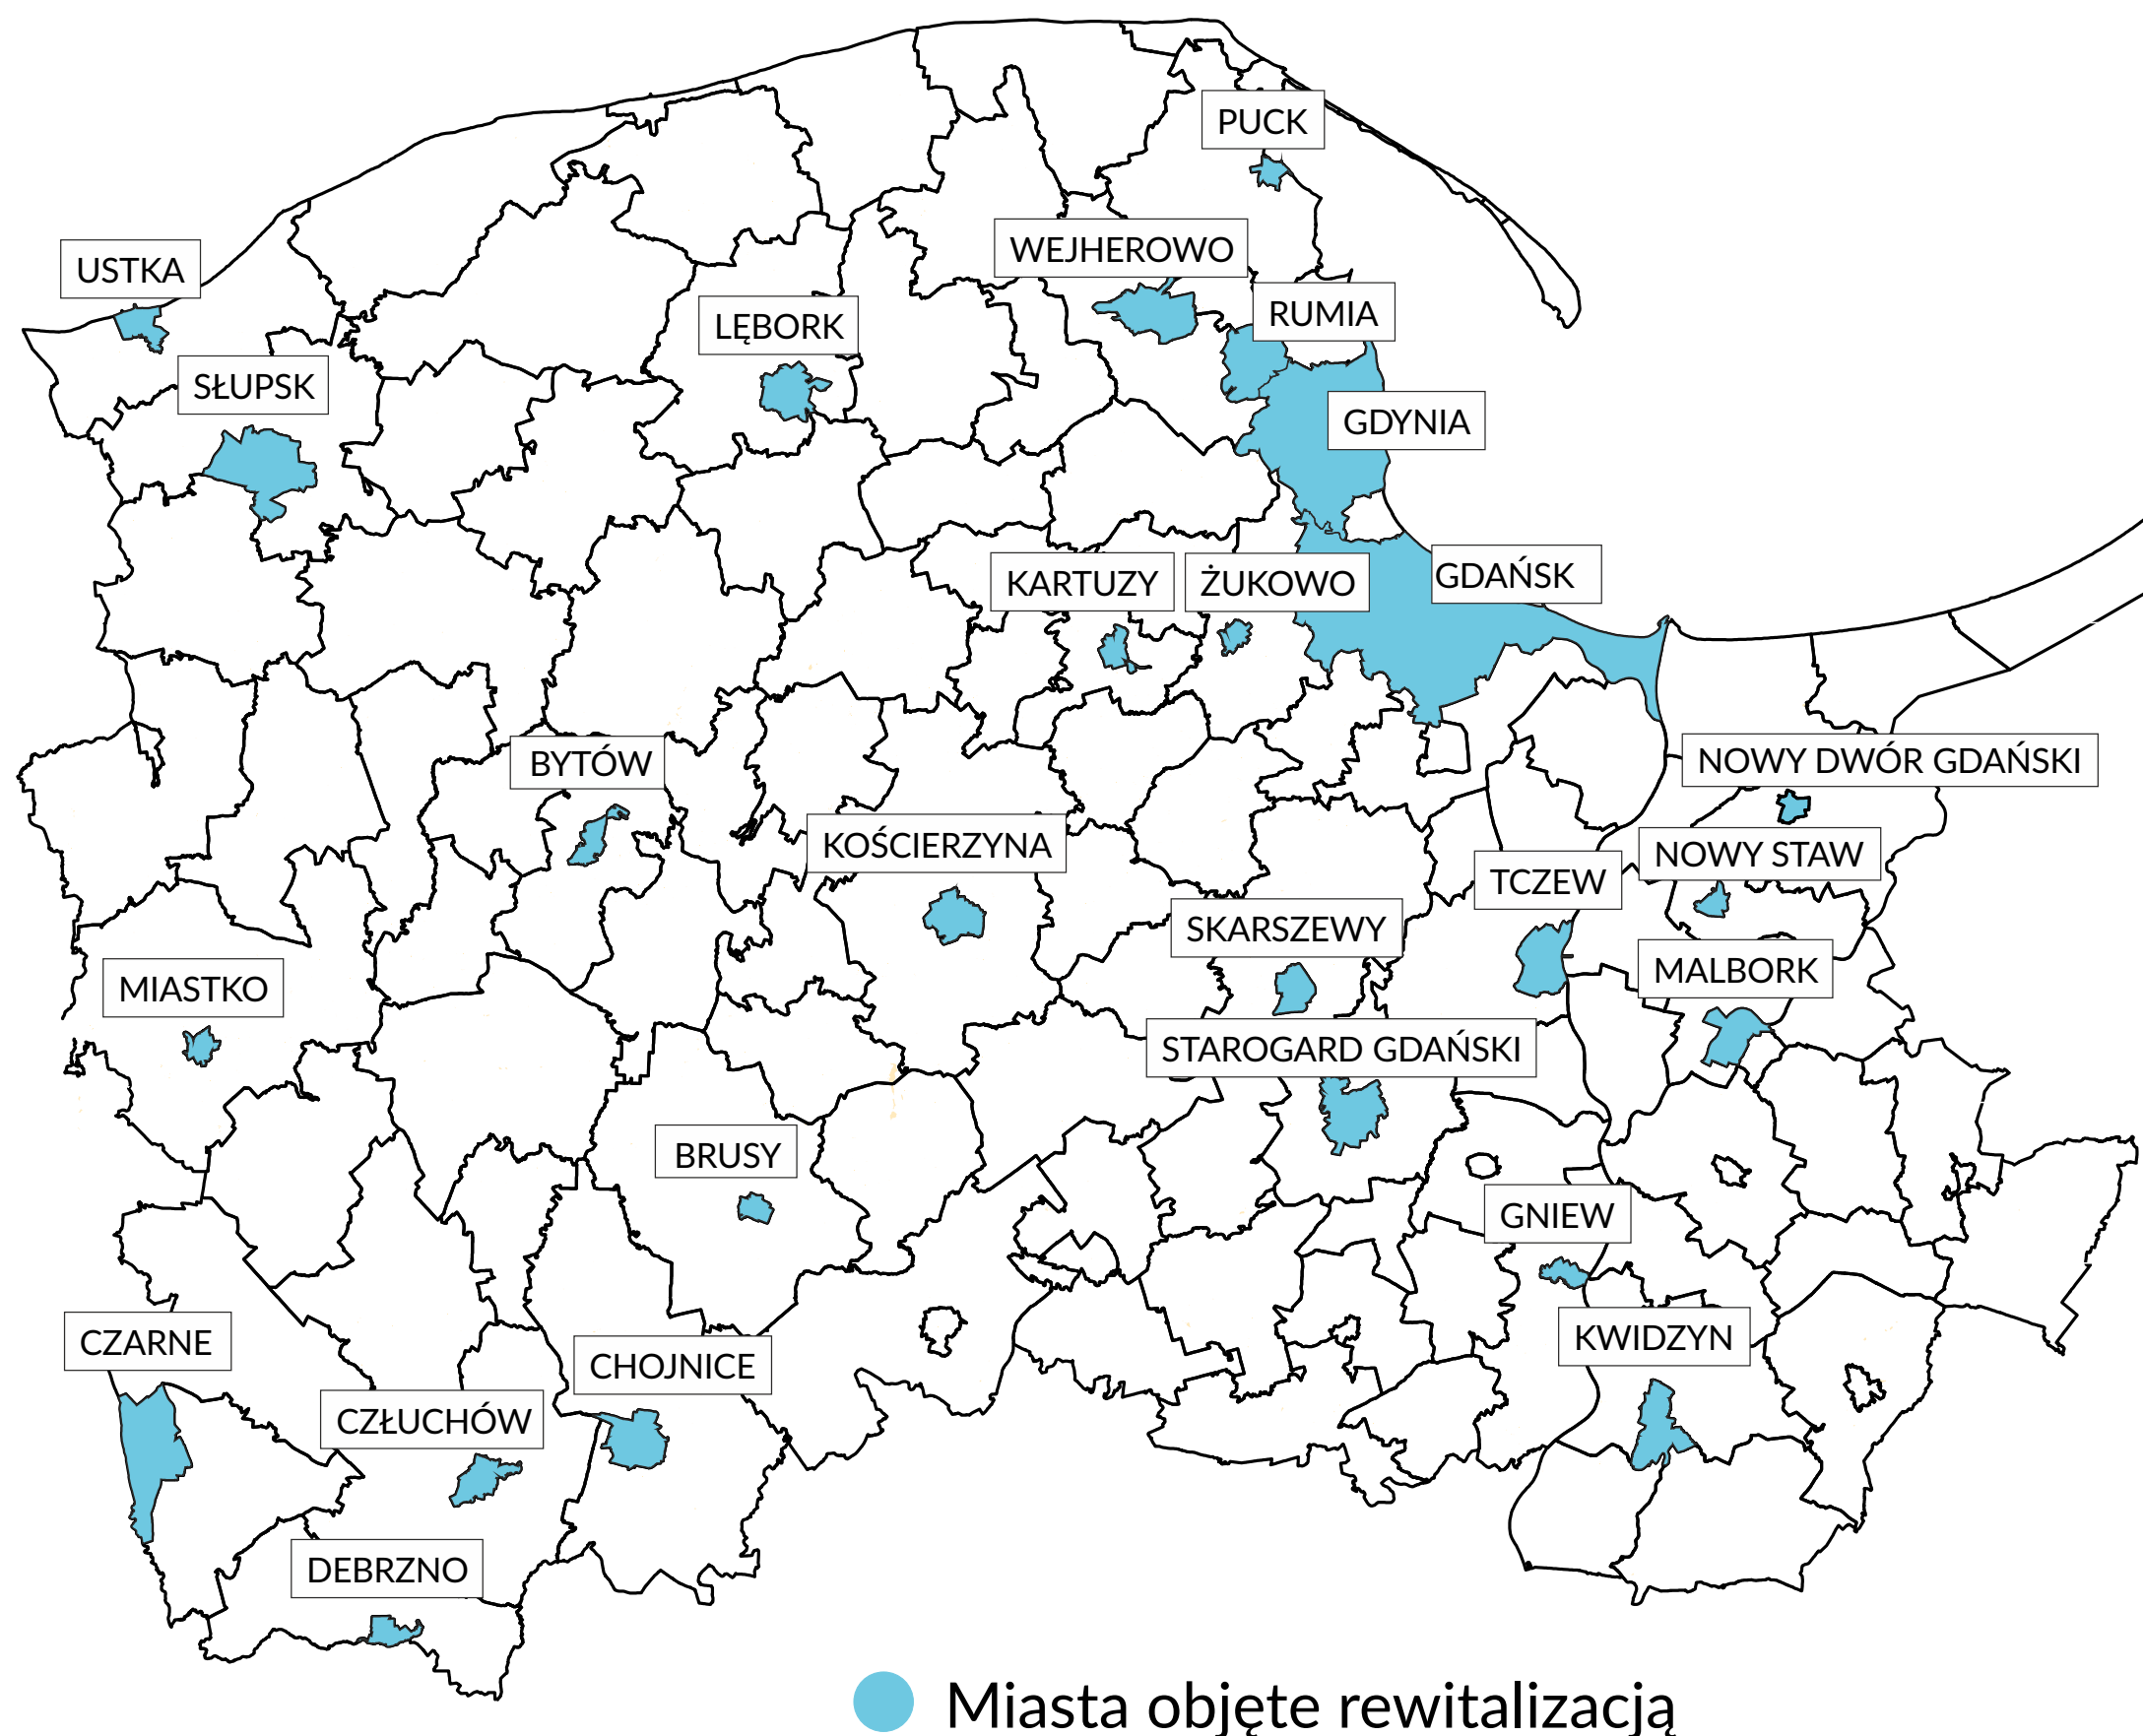 PUCK
WEJHEROWO
USTKA
RUMIA
LĘBORK
SŁUPSK
GDYNIA
KARTUZY
ŻUKOWO
GDAŃSK
BYTÓW
NOWY DWÓR GDAŃSKI
KOŚCIERZYNA
NOWY STAW
TCZEW
SKARSZEWY
MALBORK
MIASTKO
STAROGARD GDAŃSKI
BRUSY
GNIEW
CZARNE
KWIDZYN
CHOJNICE
CZŁUCHÓW
DEBRZNO
Miasta objęte rewitalizacją